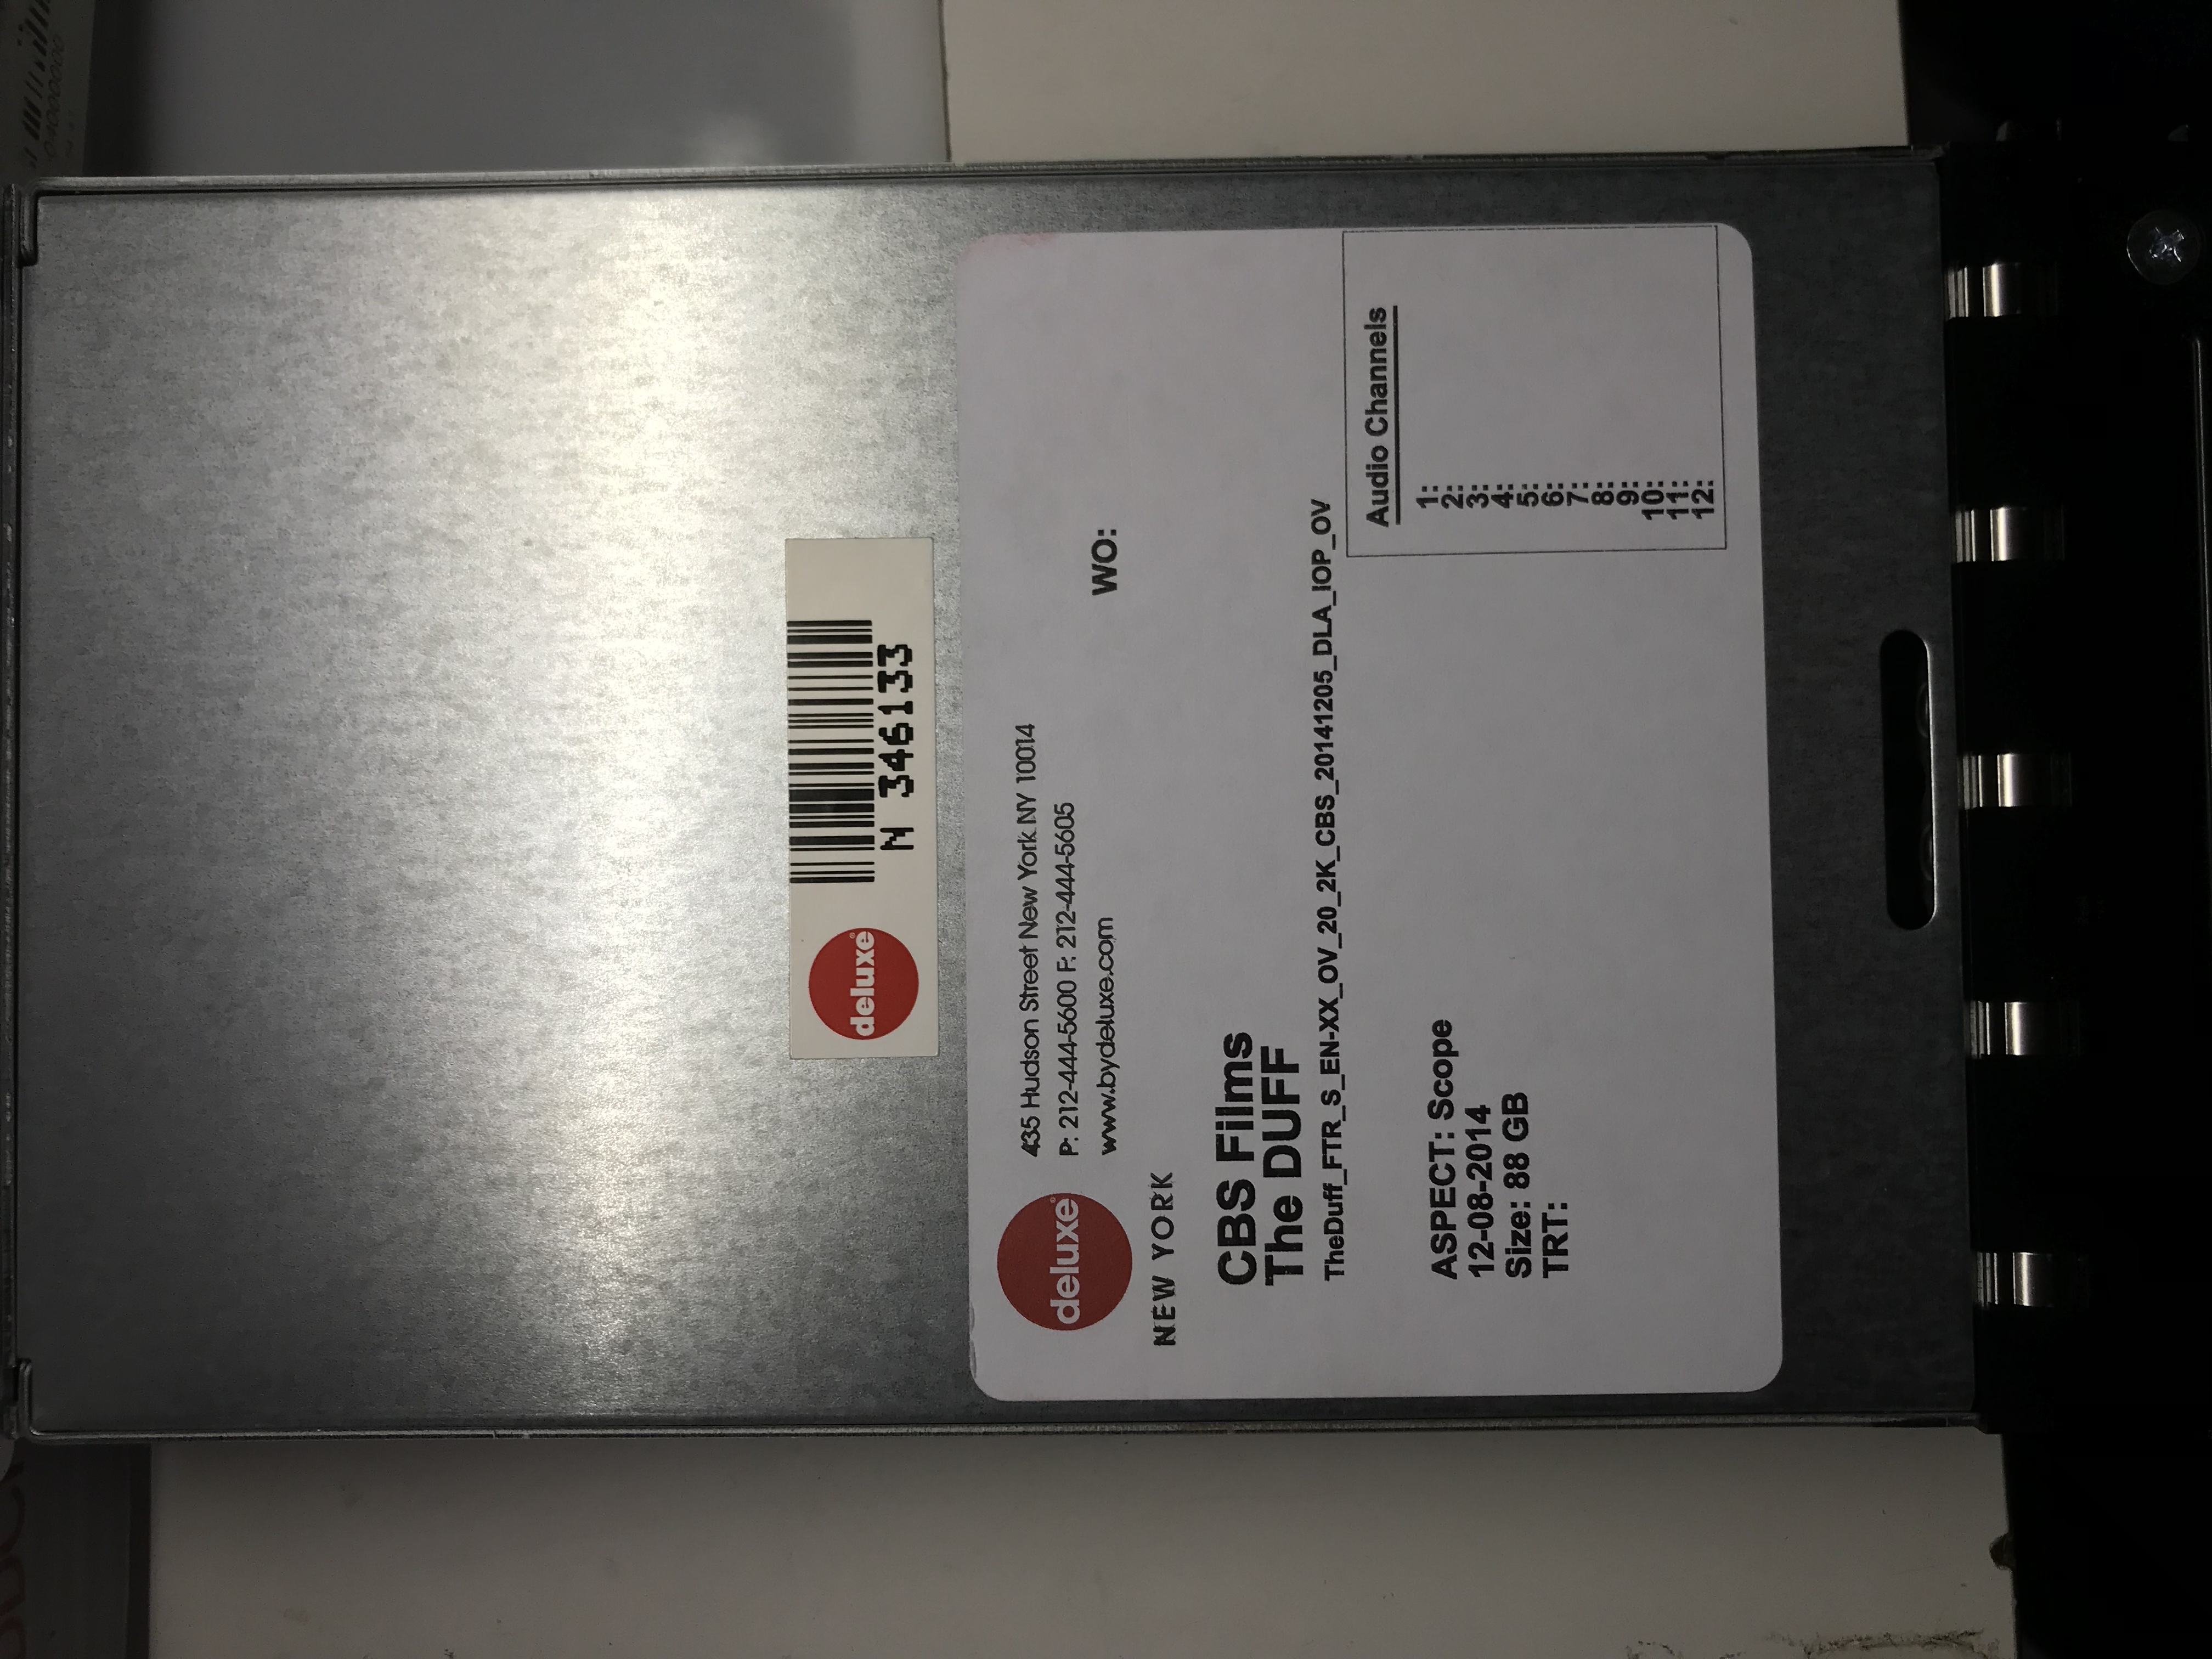 deluxe
N 346133
deluxe
435 Hudson Street New York NY 10014
P: 212-444-5600 F: 212-444-5605
www.bydeluxe.com
WO:
NEW YORK
CBS Films
The DUFF
TheDuff_FTR_S_EN-XX_OV_20_2K_CBS_20141205_DLA_IOP_OV
ASPECT: Scope
12-08-2014
Size: 88 GB
TRT:
Audio Channels
1:
2:
3:
4:
5:
6:
7:
8:
9:
10:
11:
12: